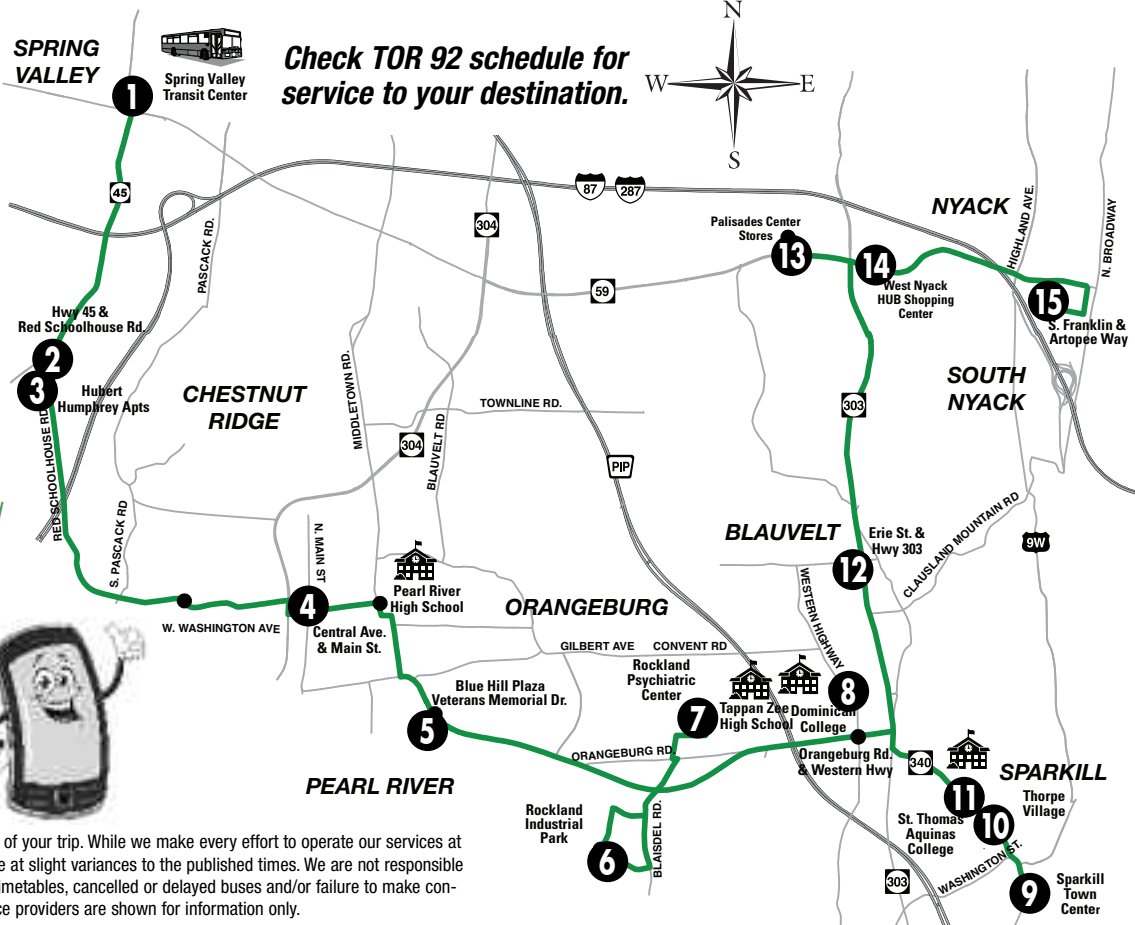 SPRING
VALLEY
Spring Valley
Transit Center
Check TOR 92 schedule for
service to your destination.
N
W
E
S
1
45
87
287
304
PASCACK RD.
Palisades Center
Stores
13
14
West Nyack
HUB Shopping
Center
NYACK
HIGHLAND AVE.
N. BROADWAY
15
S. Franklin &
Artopee Way
59
Hwy 45 &
Red Schoolhouse Rd.
2
3
Hubert
Humphrey Apts
RED SCHOOLHOUSE RD
CHESTNUT
RIDGE
MIDDLETOWN RD.
TOWNLINE RD.
304
BLAUVELT RD
303
SOUTH
NYACK
PIP
S. PASCACK RD
N. MAIN ST
BLAUVELT
Erie St. &
Hwy 303
12
CLAUSLAND MOUNTAIN RD
9W
WESTERN HIGHWAY
4
Pearl River
High School
ORANGEBURG
W. WASHINGTON AVE
Central Ave.
& Main St.
GILBERT AVE
CONVENT RD
Rockland
Psychiatric
Center
7
Tappan Zee
High School
Dominican
College
8
Blue Hill Plaza
Veterans Memorial Dr.
5
ORANGEBURG RD.
Orangeburg Rd.
& Western Hwy
340
SPARKILL
PEARL RIVER
Rockland
Industrial
Park
6
BLAISDEL RD.
11
St. Thomas
Aquinas
College
10
Thorpe
Village
WASHINGTON ST.
303
9
Sparkill
Town
Center
of your trip. While we make every effort to operate our services at
e at slight variances to the published times. We are not responsible
imetables, cancelled or delayed buses and/or failure to make con-
ce providers are shown for information only.